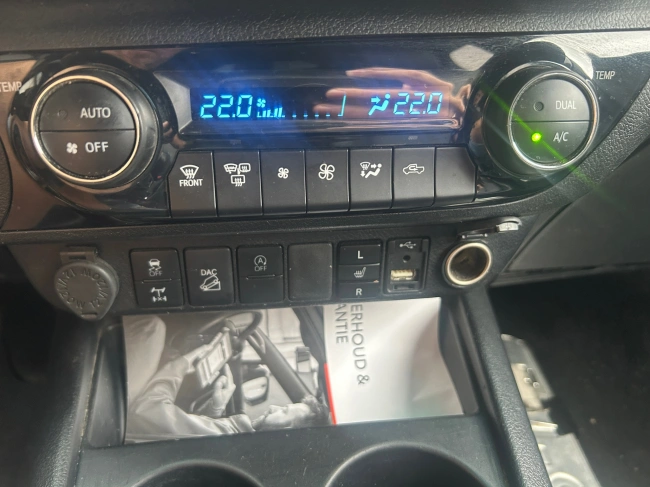 TEMP
AUTO
OFF
22.0
22.0
TEMP
DUAL
A/C
FRONT
OFF
DAC
OFF
L
R
ERHOUD &
ANTIE